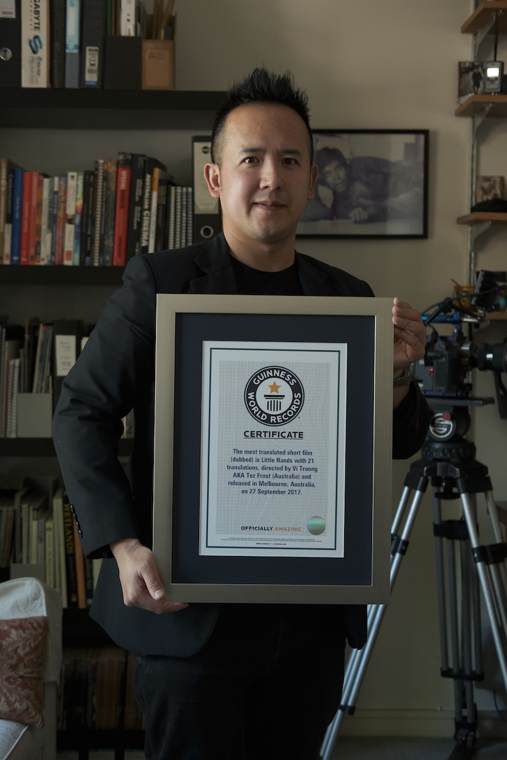 GIGABYTE
GUINNESS
WORLD RECORDS
CERTIFICATE
The most translated short film
(dubbed) is Little Hands with 21
translations, directed by Vi Truong
AKA Tez Frost (Australia) and
released in Melbourne, Australia,
on 27 September 2017.
OFFICIALLY AMAZING